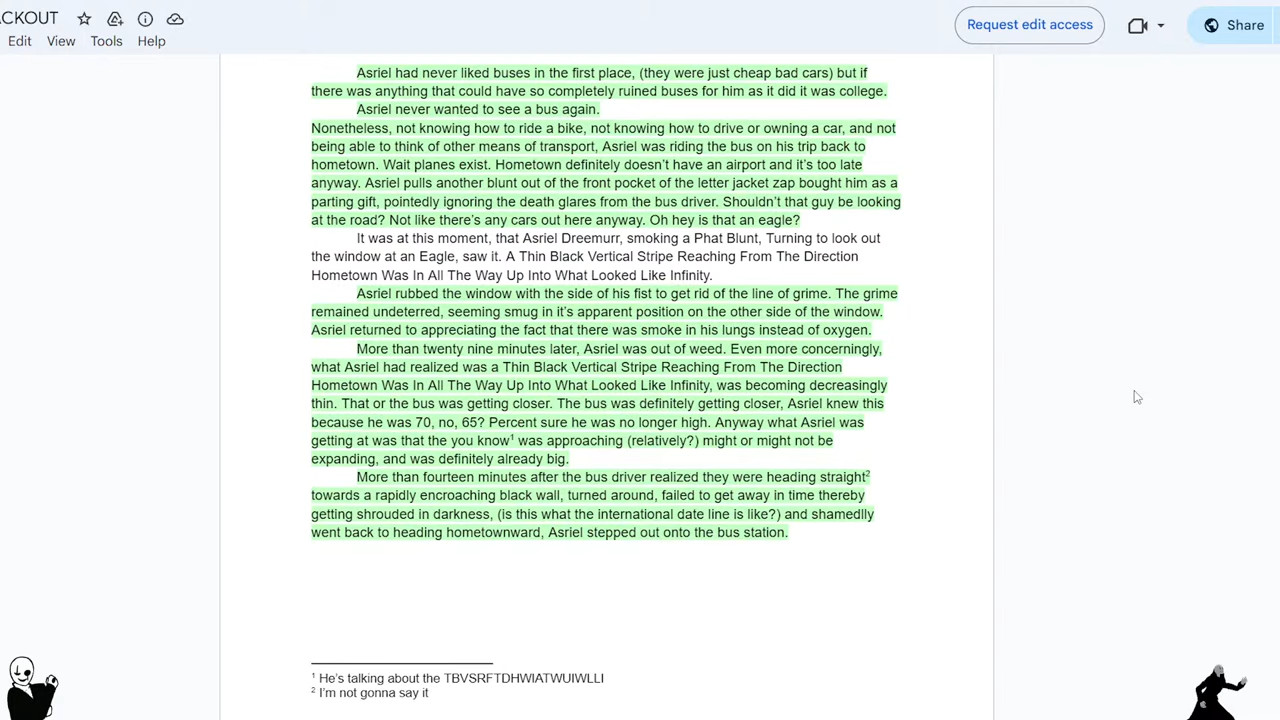 CKOUT
Edit View Tools Help
Request edit access
Share
Asriel had never liked buses in the first place, (they were just cheap bad cars) but if
there was anything that could have so completely ruined buses for him as it did it was college.
Asriel never wanted to see a bus again.
Nonetheless, not knowing how to ride a bike, not knowing how to drive or owning a car, and not
being able to think of other means of transport, Asriel was riding the bus on his trip back to
hometown. Wait planes exist. Hometown definitely doesn't have an airport and it's too late
anyway. Asriel pulls another blunt out of the front pocket of the letter jacket zap bought him as a
parting gift, pointedly ignoring the death glares from the bus driver. Shouldn't that guy be looking
at the road? Not like there's any cars out here anyway. Oh hey is that an eagle?
It was at this moment, that Asriel Dreemurr, smoking a Phat Blunt, Turning to look out
the window at an Eagle, saw it. A Thin Black Vertical Stripe Reaching From The Direction
Hometown Was In All The Way Up Into What Looked Like Infinity.
Asriel rubbed the window with the side of his fist to get rid of the line of grime. The grime
remained undeterred, seeming smug in it's apparent position on the other side of the window.
Asriel returned to appreciating the fact that there was smoke in his lungs instead of oxygen.
More than twenty nine minutes later, Asriel was out of weed. Even more concerningly,
what Asriel had realized was a Thin Black Vertical Stripe Reaching From The Direction
Hometown Was In All The Way Up Into What Looked Like Infinity, was becoming decreasingly
thin. That or the bus was getting closer. The bus was definitely getting closer, Asriel knew this
because he was 70, no, 65? Percent sure he was no longer high. Anyway what Asriel was
getting at was that the you know¹ was approaching (relatively?) might or might not be
expanding, and was definitely already big.
More than fourteen minutes after the bus driver realized they were heading straight²
towards a rapidly encroaching black wall, turned around, failed to get away in time thereby
getting shrouded in darkness, (is this what the international date line is like?) and shamedlly
went back to heading hometownward, Asriel stepped out onto the bus station.
¹ He's talking about the TBVSRFTDHWIATWUIWLLI
² I'm not gonna say it